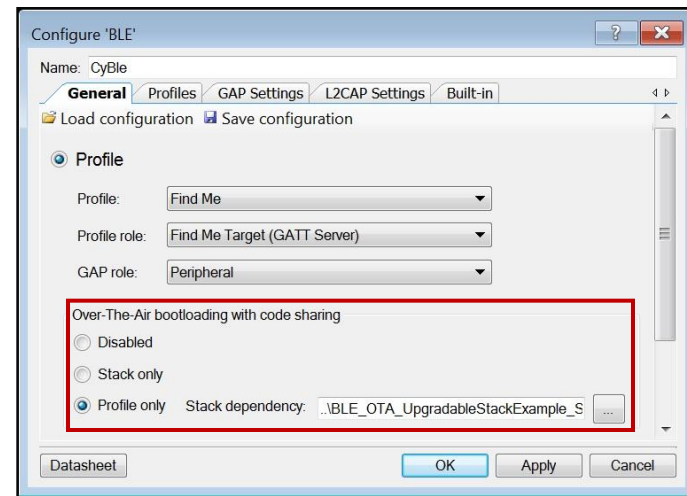 Configure 'BLE'
Name: CyBle
General Profiles GAP Settings L2CAP Settings Built-in
Load configuration Save configuration
Profile
Profile: Find Me
Profile role: Find Me Target (GATT Server)
GAP role: Peripheral
Over-The-Air bootloading with code sharing
Disabled
Stack only
Profile only Stack dependency: ..\BLE_OTA_UpgradableStackExample_S ...
Datasheet OK Apply Cancel